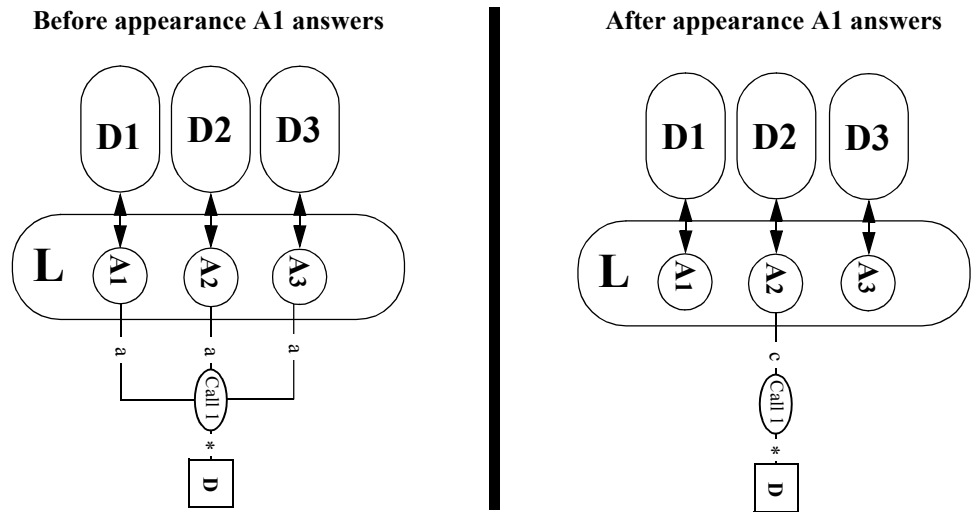 Before appearance A1 answers
D1 D2 D3
L A1 A2 A3
a a a
Call 1
*
D
After appearance A1 answers
D1 D2 D3
L A1 A2 A3
c
Call 1
*
D